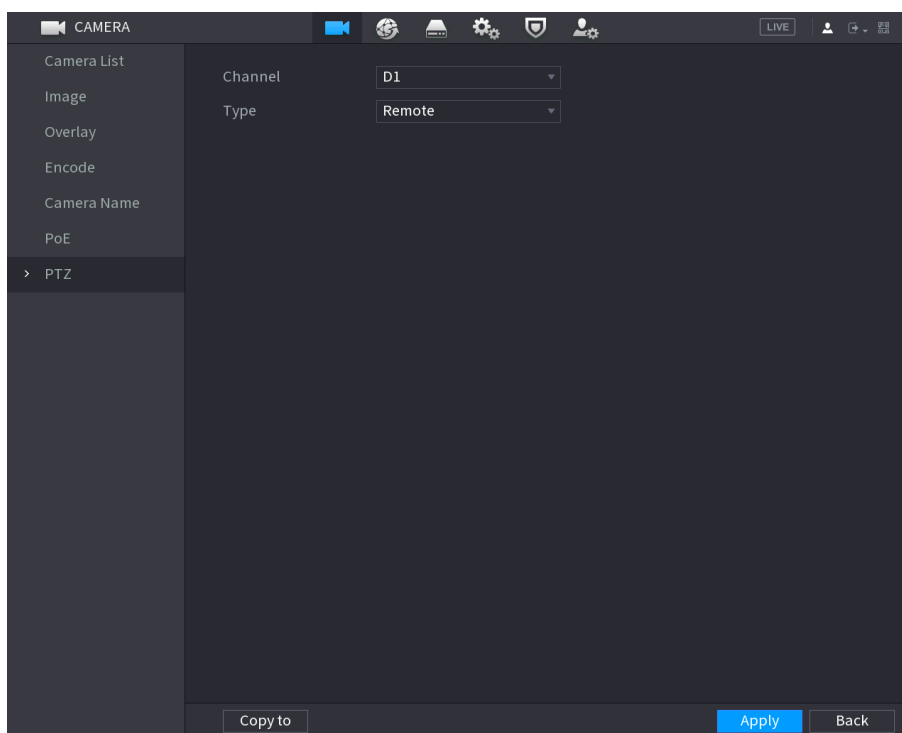 CAMERA
LIVE
Camera List
Image
Overlay
Encode
Camera Name
PoE
PTZ
Channel D1
Type Remote
Copy to Apply Back